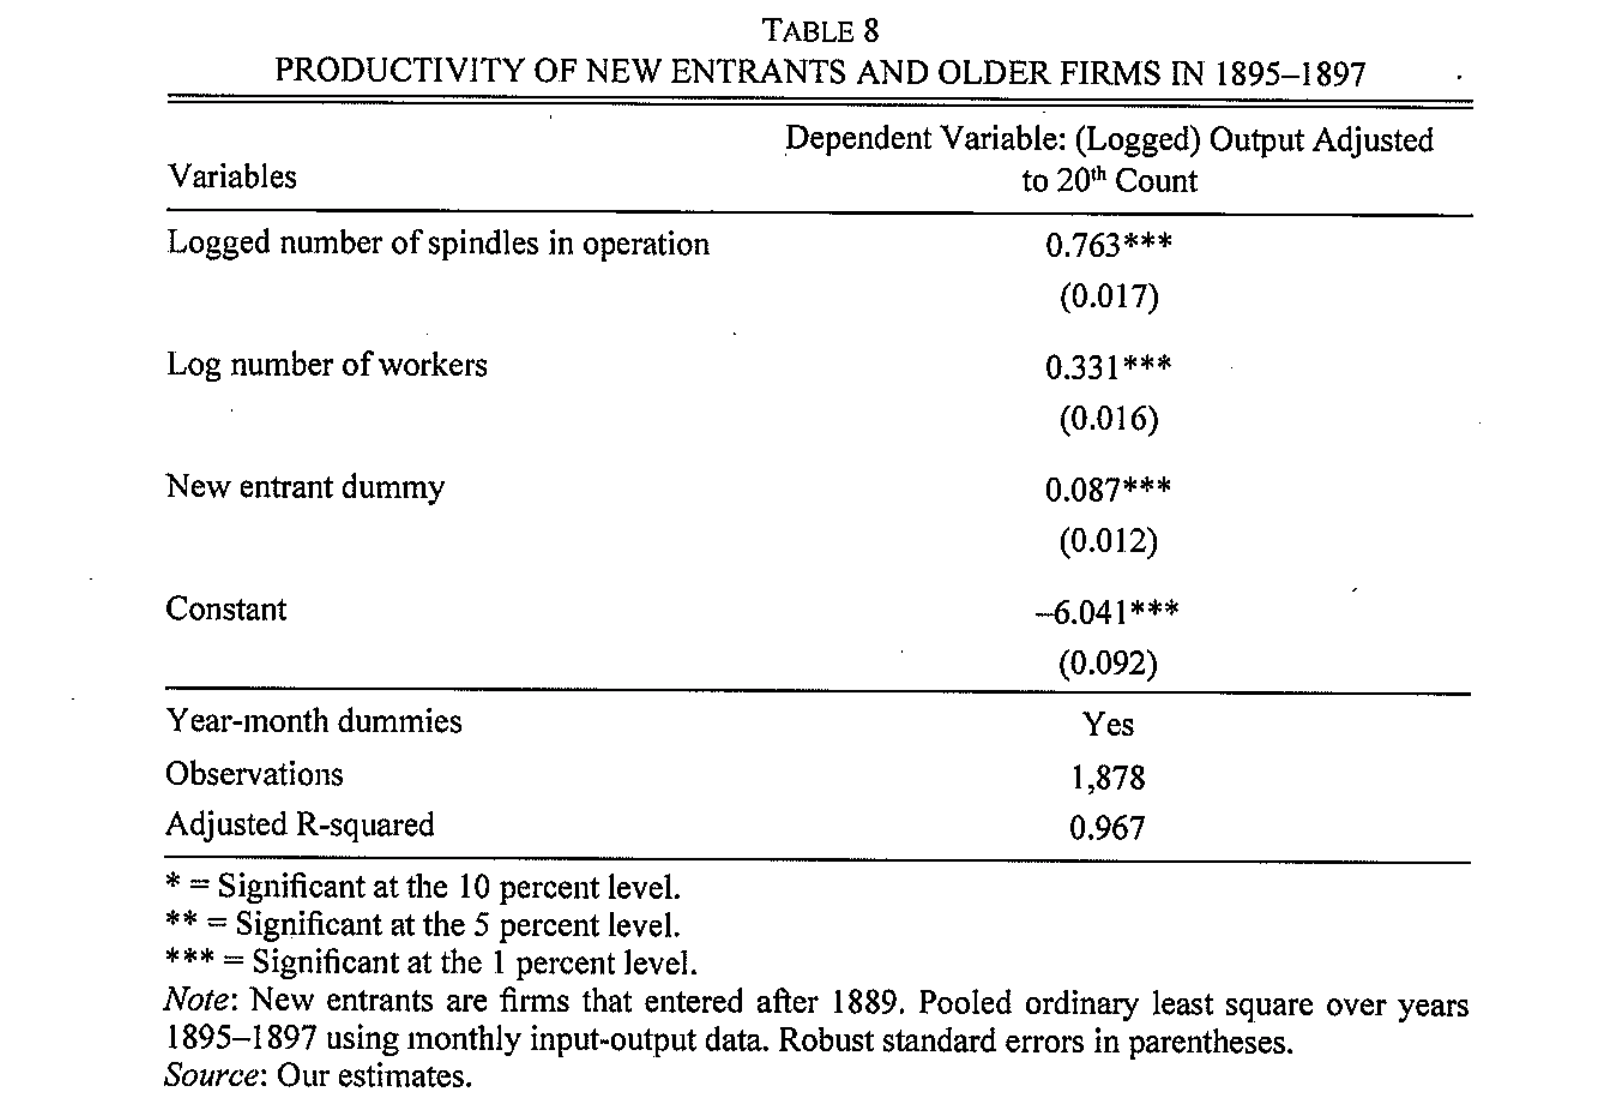 TABLE 8
PRODUCTIVITY OF NEW ENTRANTS AND OLDER FIRMS IN 1895–1897
Dependent Variable: (Logged) Output Adjusted
Variables to 20th Count
Logged number of spindles in operation 0.763***
(0.017)
Log number of workers 0.331***
(0.016)
New entrant dummy 0.087***
(0.012)
Constant –6.041***
(0.092)
Year-month dummies Yes
Observations 1,878
Adjusted R-squared 0.967
* = Significant at the 10 percent level.
** = Significant at the 5 percent level.
*** = Significant at the 1 percent level.
Note: New entrants are firms that entered after 1889. Pooled ordinary least square over years
1895–1897 using monthly input-output data. Robust standard errors in parentheses.
Source: Our estimates.